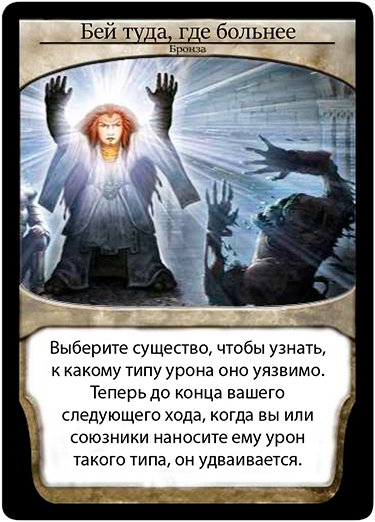 Бей туда, где больнее
Бронза
Выберите существо, чтобы узнать,
к какому типу урона оно уязвимо.
Теперь до конца вашего
следующего хода, когда вы или
союзники наносите ему урон
такого типа, он удваивается.